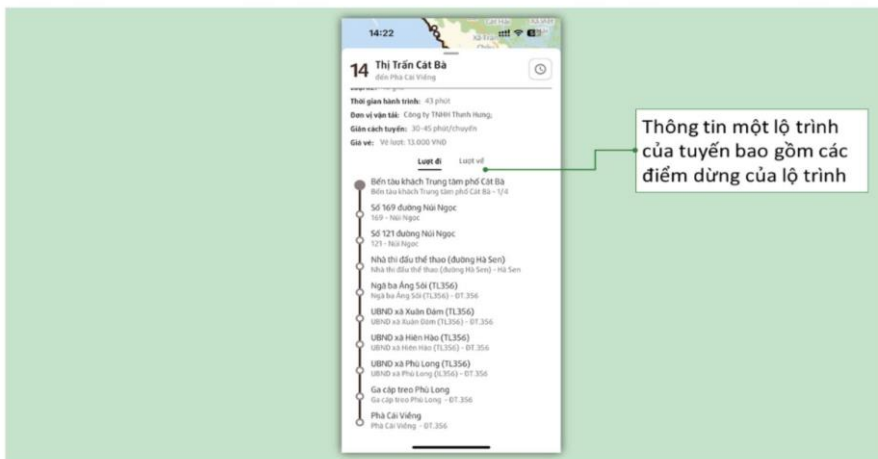 14:22
14 Thị Trấn Cát Bà
đến Phà Cái Viềng
Thời gian hành trình: 43 phút
Đơn vị vận tải: Công ty TNHH Thịnh Hưng;
Giãn cách tuyến: 30-45 phút/chuyến
Giá vé: Vé lượt: 13.000 VNĐ
Lượt đi Lượt về
Bến tàu khách Trung tâm phố Cát Bà
Bến tàu khách Trung tâm phố Cát Bà - 1/4
Số 169 đường Núi Ngọc
169 - Núi Ngọc
Số 121 đường Núi Ngọc
121 - Núi Ngọc
Nhà thi đấu thể thao (đường Hà Sen)
Nhà thi đấu thể thao (đường Hà Sen) - Hà Sen
Ngã ba Áng Sỏi (TL356)
Ngã ba Áng Sỏi (TL356) - ĐT.356
UBND xã Xuân Đám (TL356)
UBND xã Xuân Đám (TL356) - ĐT.356
UBND xã Hiền Hào (TL356)
UBND xã Hiền Hào (TL356) - ĐT.356
UBND xã Phù Long (TL356)
UBND xã Phù Long (TL356) - ĐT.356
Ga cáp treo Phù Long
Ga cáp treo Phù Long - ĐT.356
Phà Cái Viềng
Phà Cái Viềng - ĐT.356
Thông tin một lộ trình
của tuyến bao gồm các
điểm dừng của lộ trình